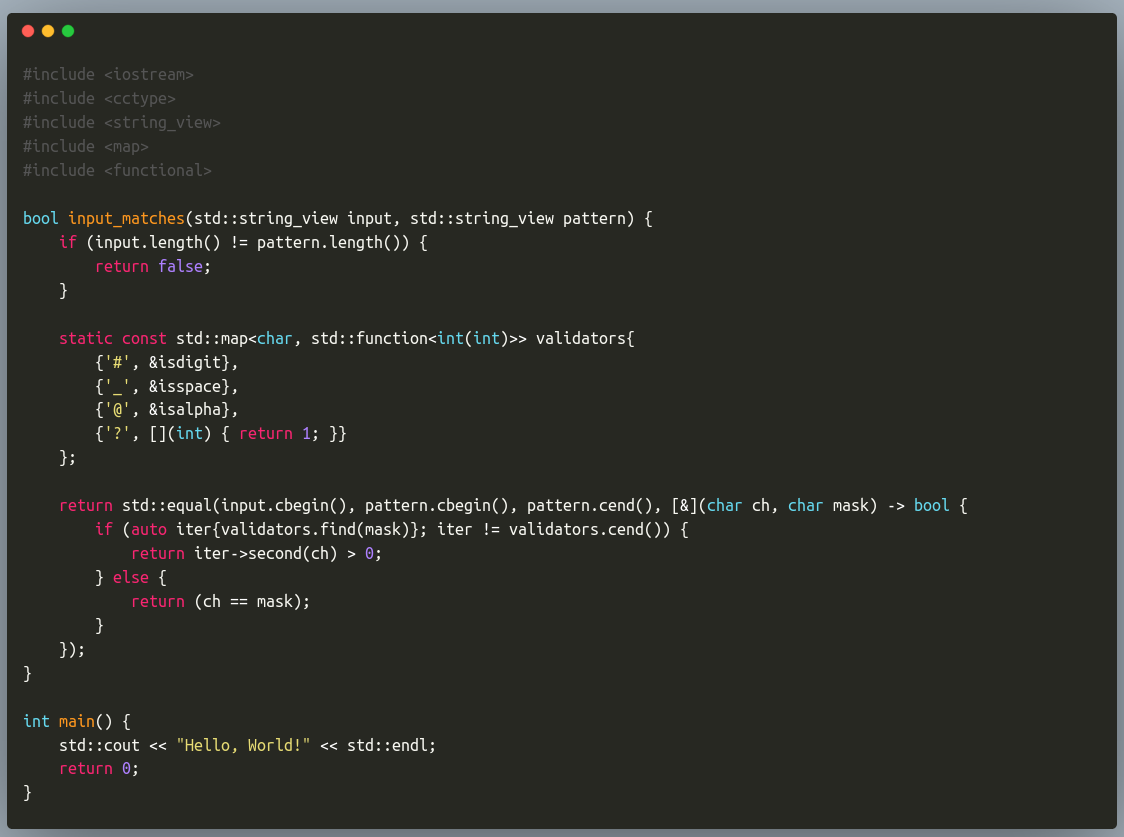 #include <iostream>
#include <cctype>
#include <string_view>
#include <map>
#include <functional>

bool input_matches(std::string_view input, std::string_view pattern) {
    if (input.length() != pattern.length()) {
        return false;
    }

    static const std::map<char, std::function<int(int)>> validators{
        {'#', &isdigit},
        {'_', &isspace},
        {'@', &isalpha},
        {'?', [](int) { return 1; }}
    };

    return std::equal(input.cbegin(), pattern.cbegin(), pattern.cend(), [&](char ch, char mask) -> bool {
        if (auto iter{validators.find(mask)}; iter != validators.cend()) {
            return iter->second(ch) > 0;
        } else {
            return (ch == mask);
        }
    });
}

int main() {
    std::cout << "Hello, World!" << std::endl;
    return 0;
}